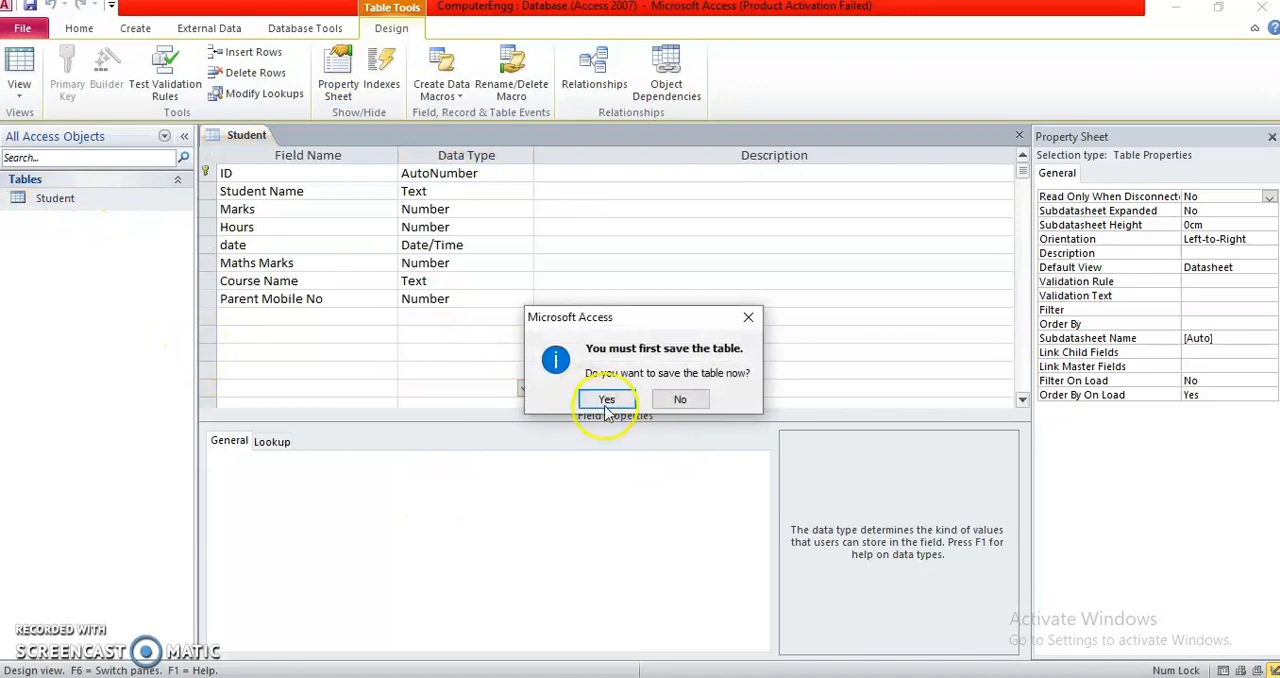 Table Tools
ComputerEngg : Database (Access 2007) - Microsoft Access (Product Activation Failed)
File Home Create External Data Database Tools Design
View
Primary Key
Builder
Test Validation Rules
Insert Rows
Delete Rows
Modify Lookups
Property Sheet
Indexes
Create Data Macros
Rename/Delete Macro
Relationships
Object Dependencies
Views Tools Show/Hide Field, Record & Table Events Relationships
All Access Objects
Search...
Tables
Student
Student
Field Name Data Type Description
ID AutoNumber
Student Name Text
Marks Number
Hours Number
date Date/Time
Maths Marks Number
Course Name Text
Parent Mobile No Number
Microsoft Access
You must first save the table.
Do you want to save the table now?
Yes No
Field Properties
General Lookup
The data type determines the kind of values
that users can store in the field. Press F1 for
help on data types.
Property Sheet
Selection type: Table Properties
General
Read Only When Disconnect No
Subdatasheet Expanded No
Subdatasheet Height 0cm
Orientation Left-to-Right
Description
Default View Datasheet
Validation Rule
Validation Text
Filter
Order By
Subdatasheet Name [Auto]
Link Child Fields
Link Master Fields
Filter On Load No
Order By On Load Yes
Activate Windows
Go to Settings to activate Windows.
RECORDED WITH
SCREENCAST MATIC
Design view. F6 = Switch panes. F1 = Help.
Num Lock